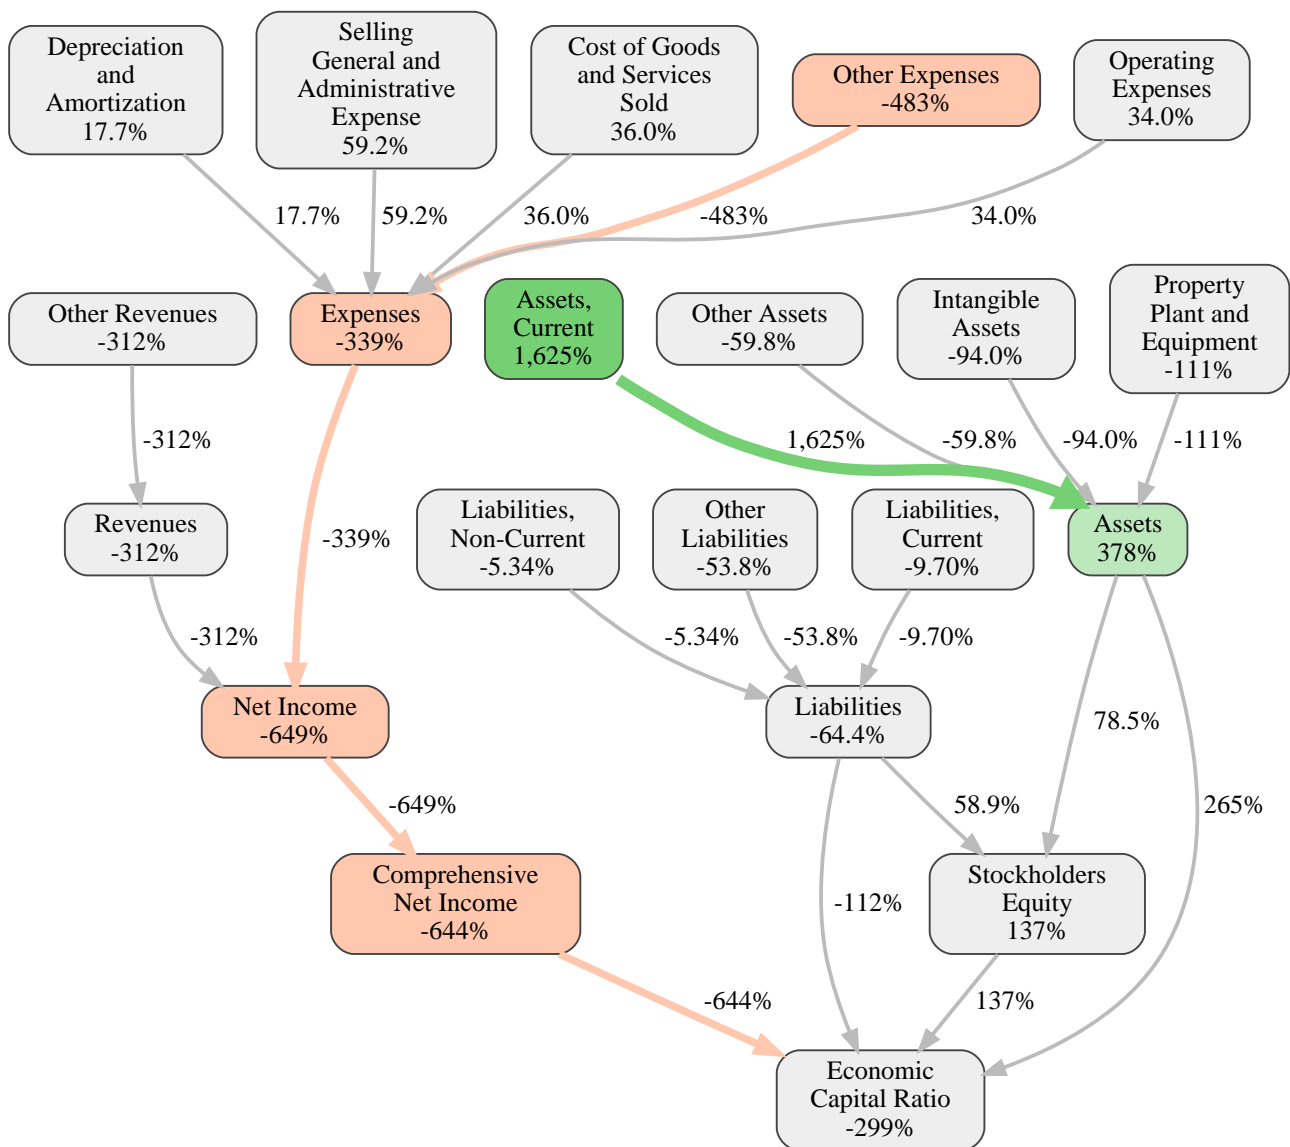 Depreciation
and
Amortization
17.7%
Selling
General and
Administrative
Expense
59.2%
Cost of Goods
and Services
Sold
36.0%
Other Expenses
-483%
Operating
Expenses
34.0%
17.7%
59.2%
36.0%
-483%
34.0%
Other Revenues
-312%
Expenses
-339%
Assets,
Current
1,625%
Other Assets
-59.8%
Intangible
Assets
-94.0%
Property
Plant and
Equipment
-111%
-312%
1,625%
-59.8%
-94.0%
-111%
Revenues
-312%
-339%
Liabilities,
Non-Current
-5.34%
Other
Liabilities
-53.8%
Liabilities,
Current
-9.70%
Assets
378%
-312%
-5.34%
-53.8%
-9.70%
Net Income
-649%
Liabilities
-64.4%
78.5%
-649%
58.9%
265%
Comprehensive
Net Income
-644%
-112%
Stockholders
Equity
137%
-644%
137%
Economic
Capital Ratio
-299%